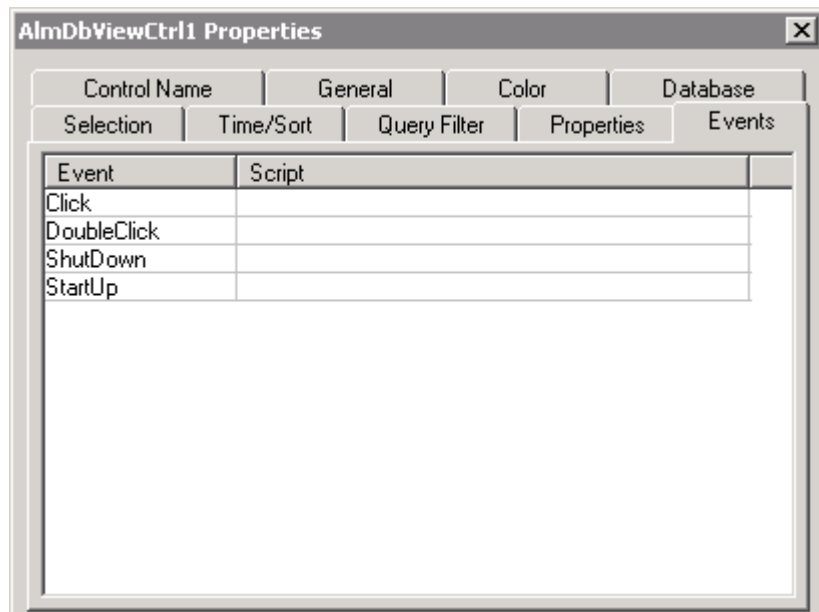 AlmDbViewCtrl1 Properties
Control Name General Color Database
Selection Time/Sort Query Filter Properties Events
Event Script
Click
DoubleClick
ShutDown
StartUp